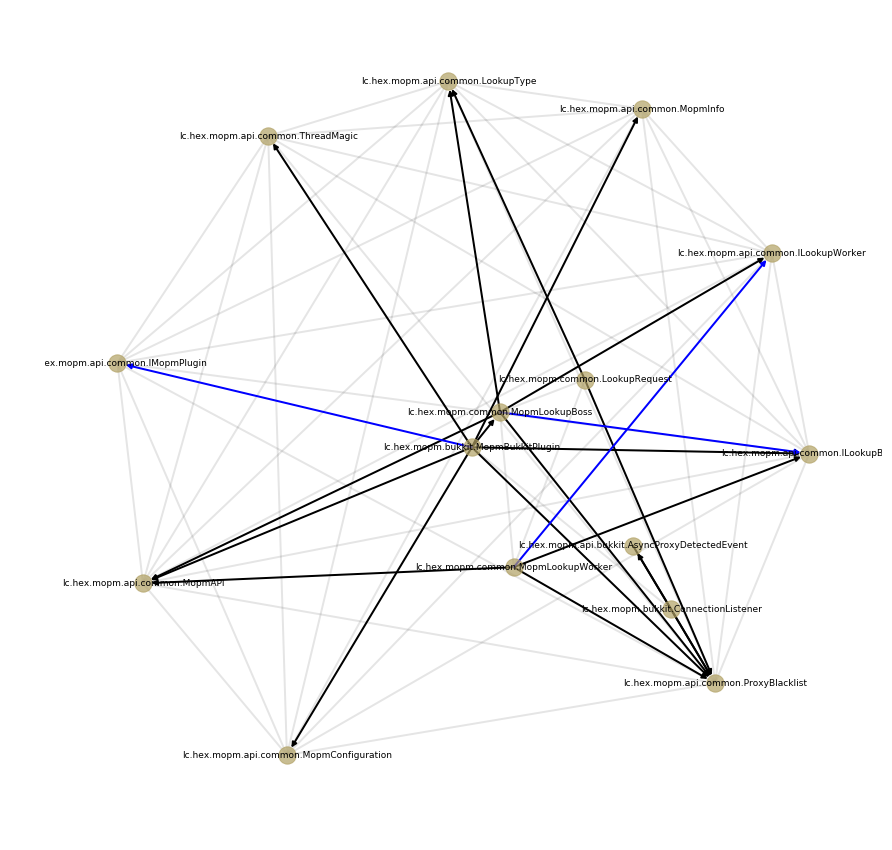 lc.hex.mopm.api.common.LookupType
lc.hex.mopm.api.common.MopmInfo
lc.hex.mopm.api.common.ThreadMagic
lc.hex.mopm.api.common.ILookupWorker
ex.mopm.api.common.IMopmPlugin
lc.hex.mopm.common.LookupRequest
lc.hex.mopm.common.MopmLookupBoss
lc.hex.mopm.bukkit.MopmBukkitPlugin
lc.hex.mopm.api.common.ILookupB
lc.hex.mopm.api.bukkit.AsyncProxyDetectedEvent
lc.hex.mopm.common.MopmLookupWorker
lc.hex.mopm.api.common.MopmAPI
lc.hex.mopm.bukkit.ConnectionListener
lc.hex.mopm.api.common.ProxyBlacklist
lc.hex.mopm.api.common.MopmConfiguration